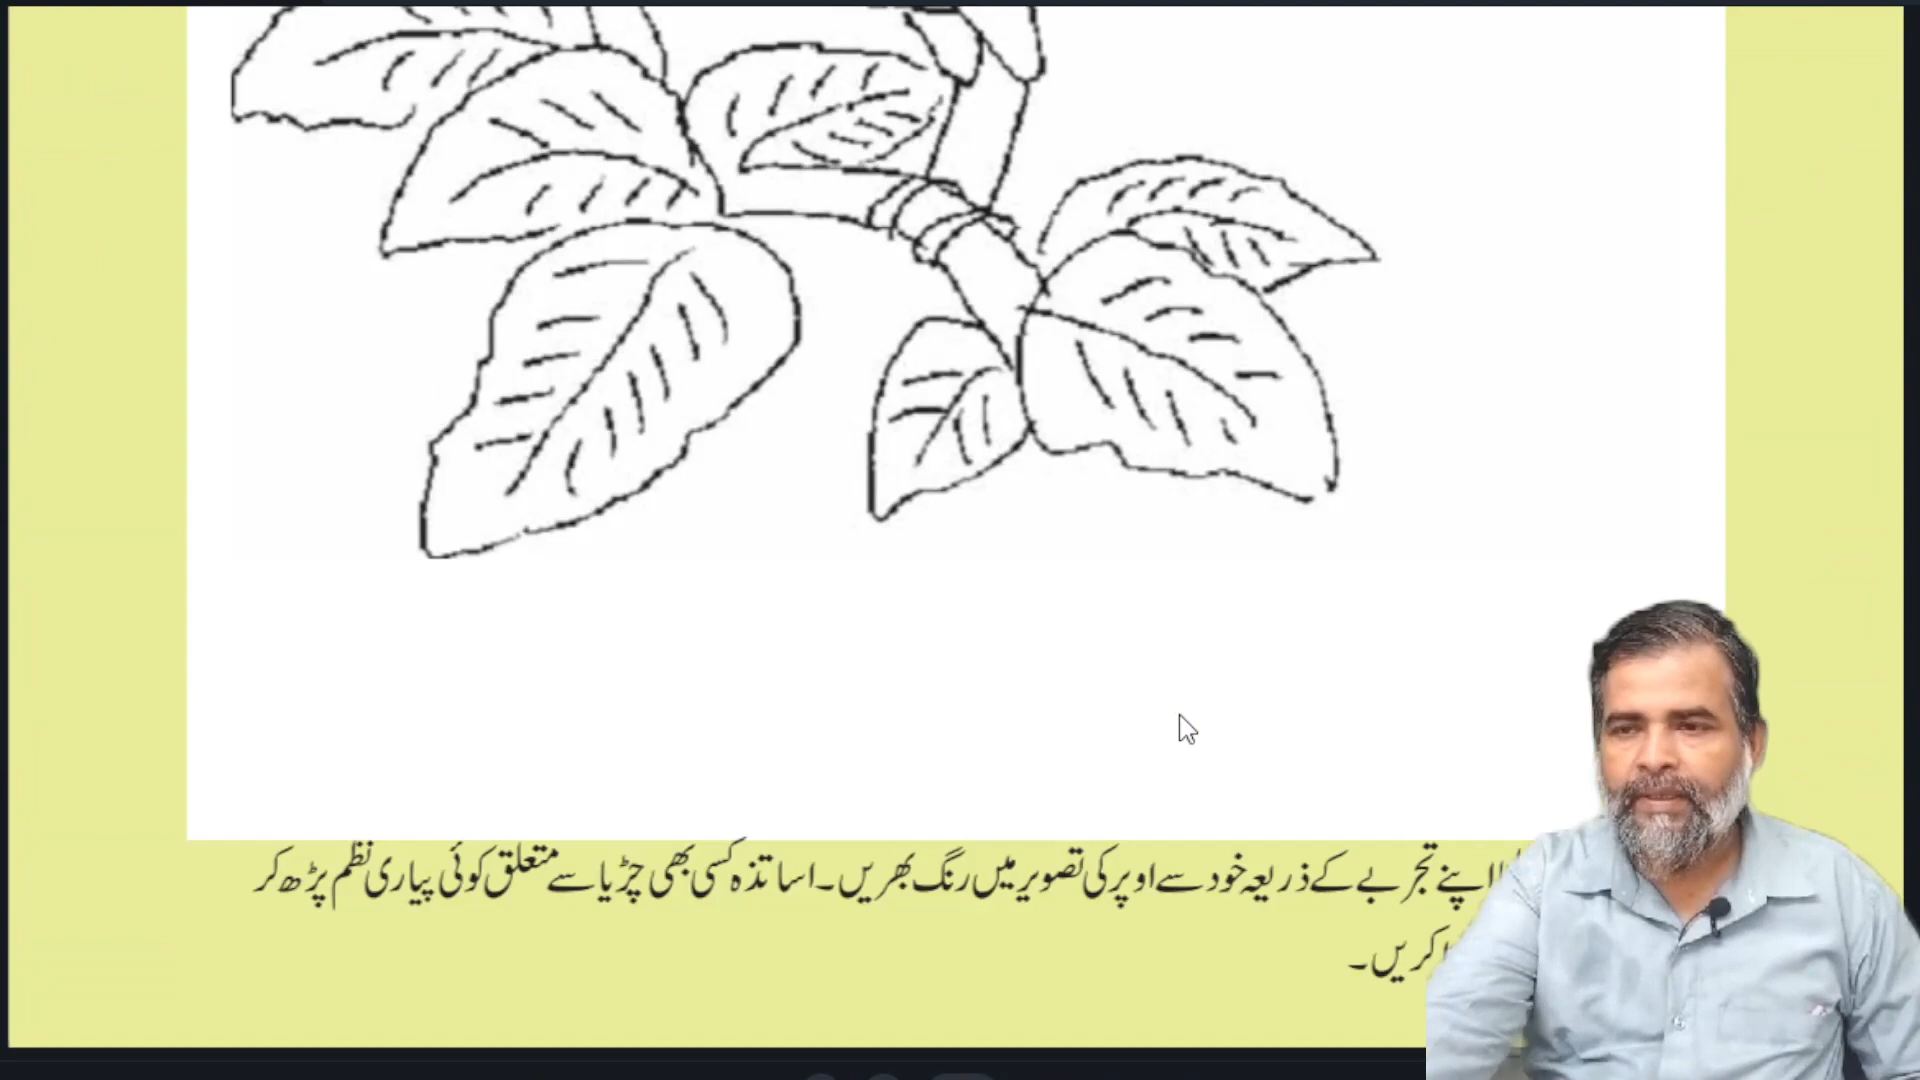 اپنے تجربے کے ذریعہ خود سے اوپر کی تصویر میں رنگ بھریں۔ اساتذہ کسی بھی چڑیا سے متعلق کوئی پیاری نظم پڑھ کر
کریں۔